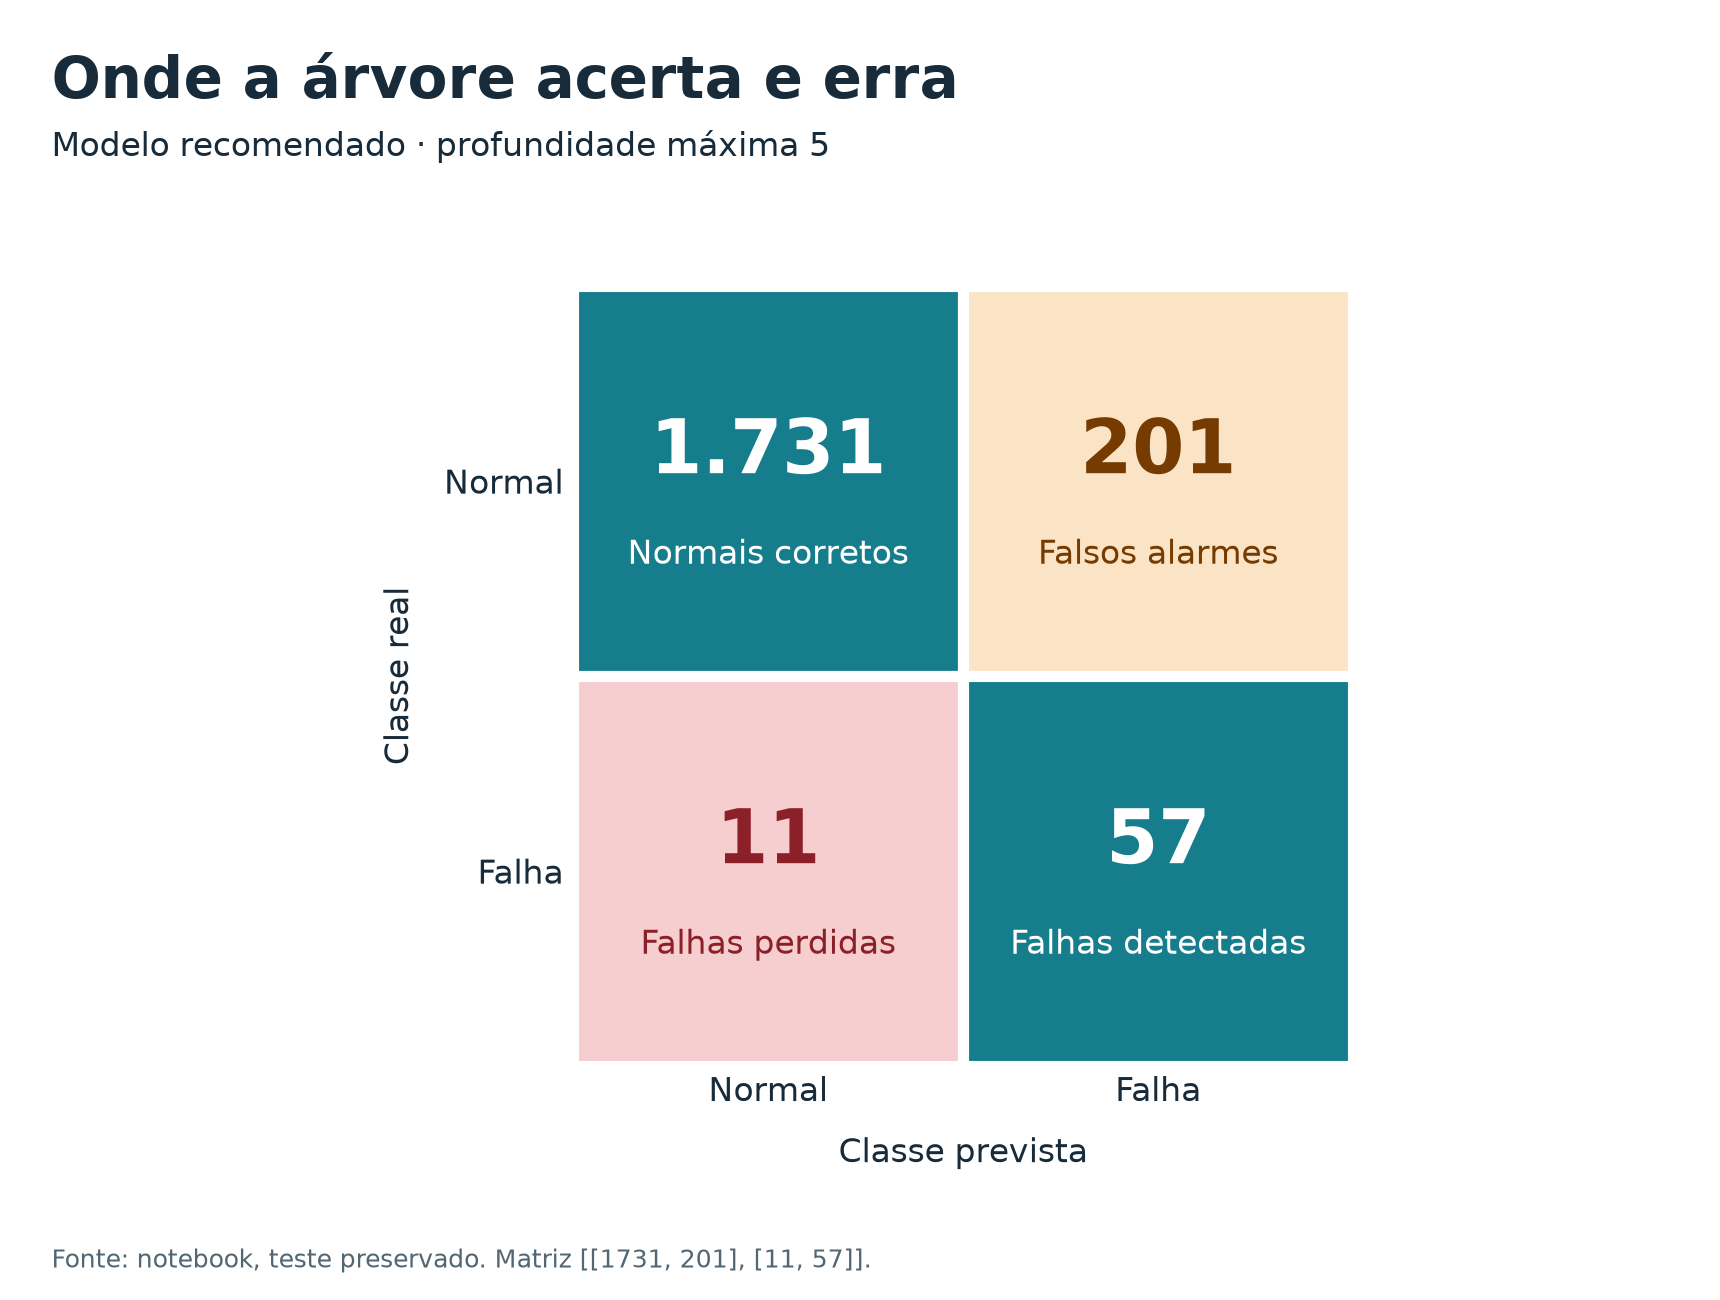 Onde a árvore acerta e erra
Modelo recomendado · profundidade máxima 5
Classe real
Normal
1.731
Normais corretos
201
Falsos alarmes
Falha
11
Falhas perdidas
57
Falhas detectadas
Normal
Falha
Classe prevista
Fonte: notebook, teste preservado. Matriz [[1731, 201], [11, 57]].